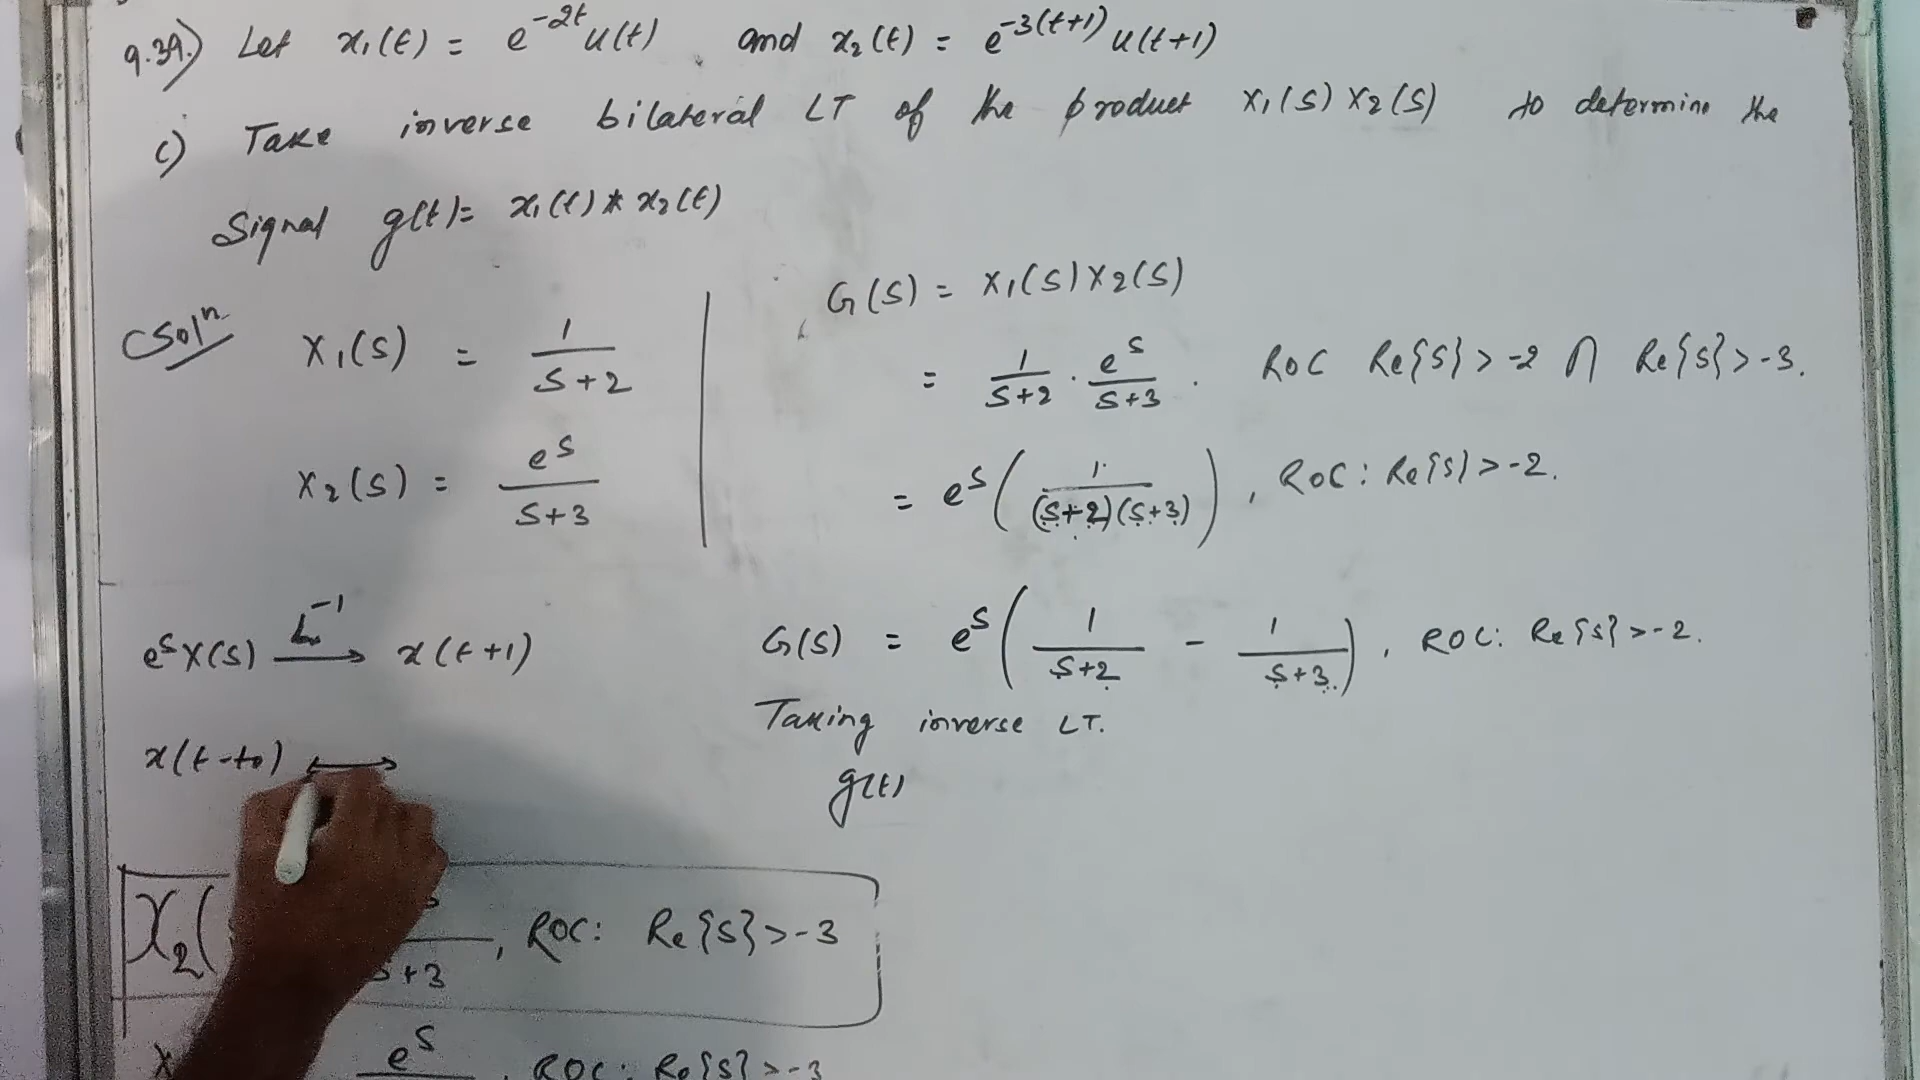 9.39.) Let x₁(t) = e^{-2t} u(t) and x₂(t) = e^{-3(t+1)} u(t+1)
c) Take inverse bilateral LT of the product X₁(S) X₂(S) to determine the
Signal g(t)= x₁(t) * x₂(t)
Solⁿ X₁(S) = 1/(S+2)
X₂(S) = e^S/(S+3)
G(S) = X₁(S) X₂(S)
= 1/(S+2) · e^S/(S+3) . ROC Re{S} > -2 ∩ Re{S} > -3.
= e^S ( 1/((S+2)(S+3)) ) , ROC : Re{S} > -2.
e^S X(S) —L^{-1}→ x(t+1)
G(S) = e^S ( 1/(S+2) - 1/(S+3) ) , ROC: Re{S} > -2.
Taking inverse LT.
x(t-t₀) ↔
g(t)
X₂( S+3 , ROC: Re{S} > -3
X e^S , ROC: Re{S} > -3